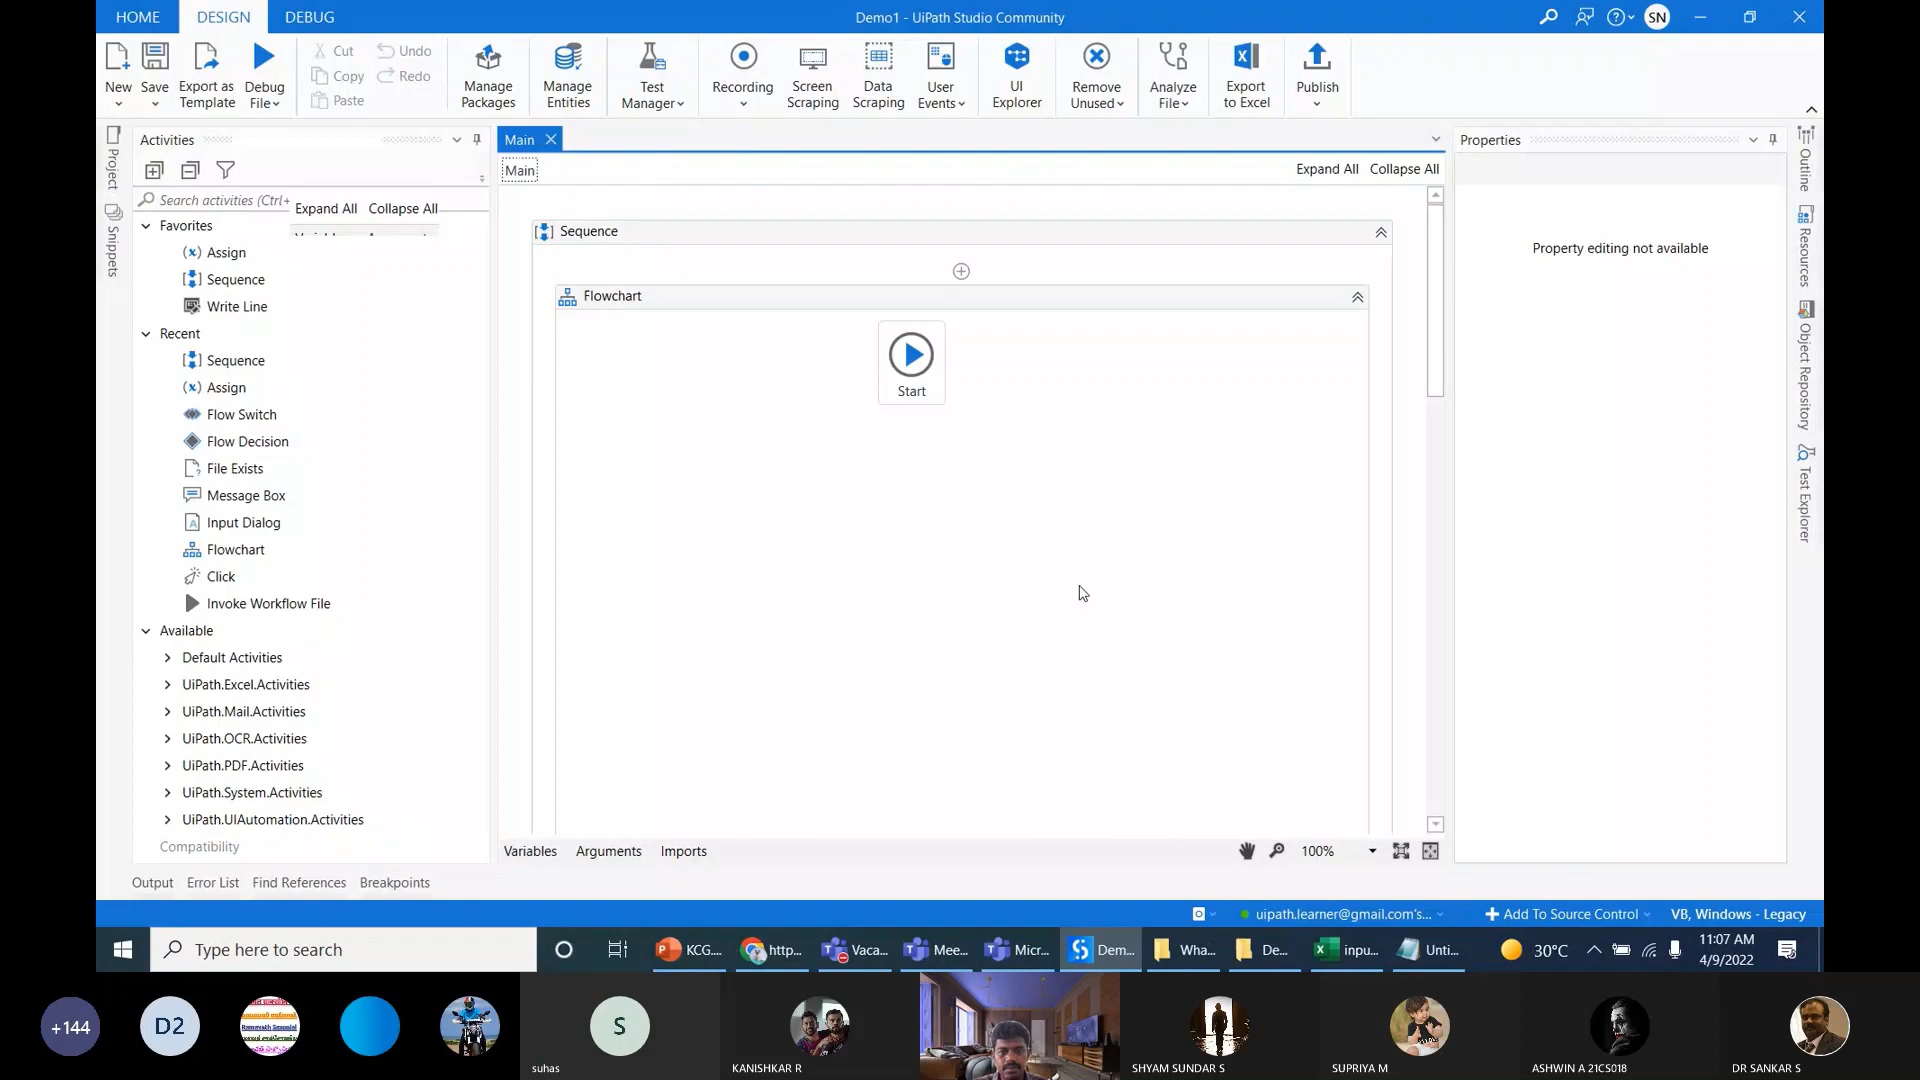 HOME DESIGN DEBUG
Demo1 - UiPath Studio Community
SN
New
Save
Export as Template
Debug File
Cut
Copy
Paste
Undo
Redo
Manage Packages
Manage Entities
Test Manager
Recording
Screen Scraping
Data Scraping
User Events
UI Explorer
Remove Unused
Analyze File
Export to Excel
Publish
Project
Snippets
Activities
Search activities (Ctrl+
Expand All Collapse All
Favorites
Assign
Sequence
Write Line
Recent
Sequence
Assign
Flow Switch
Flow Decision
File Exists
Message Box
Input Dialog
Flowchart
Click
Invoke Workflow File
Available
Default Activities
UiPath.Excel.Activities
UiPath.Mail.Activities
UiPath.OCR.Activities
UiPath.PDF.Activities
UiPath.System.Activities
UiPath.UIAutomation.Activities
Compatibility
Main
Main
Expand All Collapse All
Sequence
Flowchart
Start
Variables Arguments Imports
100%
Properties
Property editing not available
Outline
Resources
Object Repository
Test Explorer
Output Error List Find References Breakpoints
uipath.learner@gmail.com's...
Add To Source Control
VB, Windows - Legacy
Type here to search
KCG....
http...
Vaca...
Mee...
Micr...
Dem...
Wha...
De...
inpu...
Unti...
30°C
11:07 AM
4/9/2022
+144
D2
S
suhas
KANISHKAR R
SHYAM SUNDAR S
SUPRIYA M
ASHWIN A 21CS018
DR SANKAR S